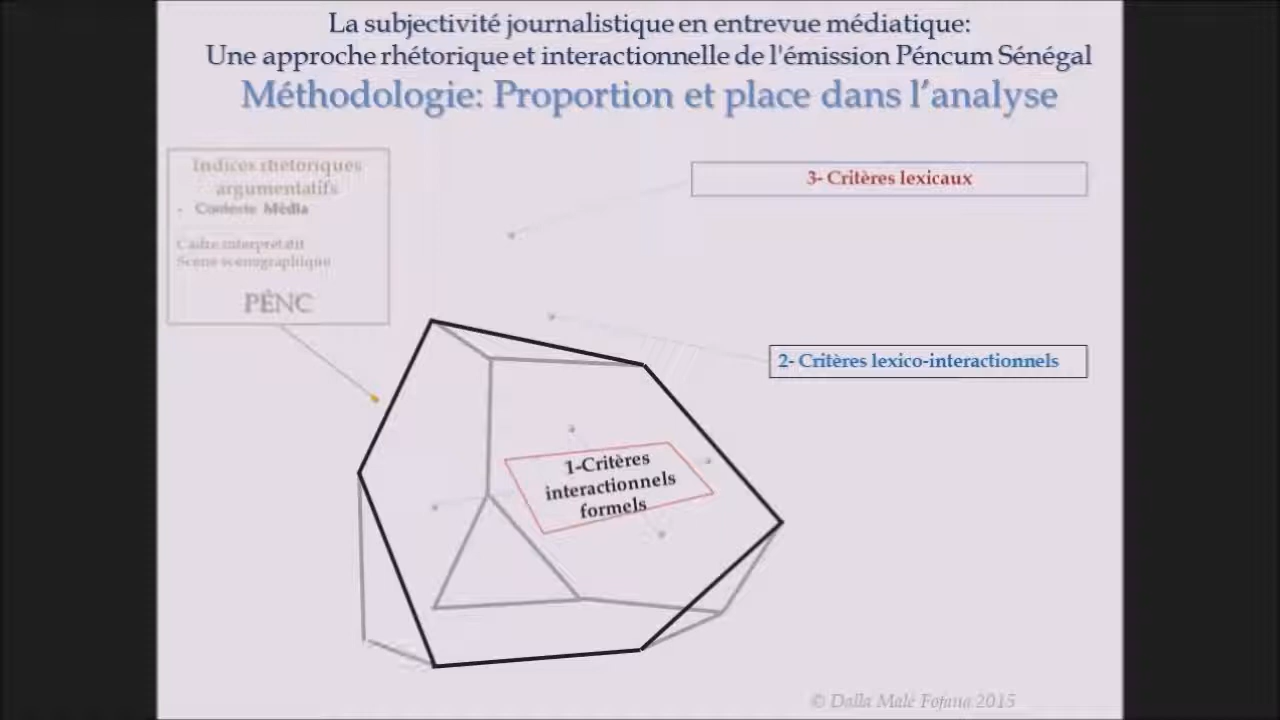 La subjectivité journalistique en entrevue médiatique:
Une approche rhétorique et interactionnelle de l'émission Péncum Sénégal
Méthodologie: Proportion et place dans l’analyse
Indices rhétoriques
argumentatifs
- Contexte Média
Cadre interprétatif
Scène scénographique
PÉNC
3- Critères lexicaux
2- Critères lexico-interactionnels
1-Critères
interactionnels
formels
© Dalla Malé Fofana 2015